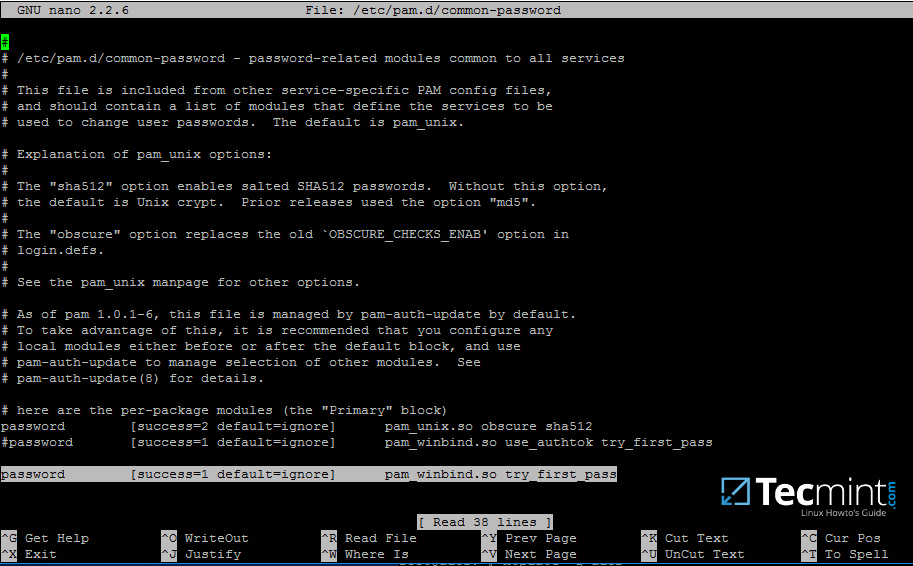 GNU nano 2.2.6 File: /etc/pam.d/common-password
#
# /etc/pam.d/common-password - password-related modules common to all services
#
# This file is included from other service-specific PAM config files,
# and should contain a list of modules that define the services to be
# used to change user passwords.  The default is pam_unix.
# Explanation of pam_unix options:
#
# The "sha512" option enables salted SHA512 passwords.  Without this option,
# the default is Unix crypt.  Prior releases used the option "md5".
#
# The "obscure" option replaces the old `OBSCURE_CHECKS_ENAB' option in
# login.defs.
#
# See the pam_unix manpage for other options.
# As of pam 1.0.1-6, this file is managed by pam-auth-update by default.
# To take advantage of this, it is recommended that you configure any
# local modules either before or after the default block, and use
# pam-auth-update to manage selection of other modules.  See
# pam-auth-update(8) for details.
# here are the per-package modules (the "Primary" block)
password        [success=2 default=ignore]      pam_unix.so obscure sha512
#password       [success=1 default=ignore]      pam_winbind.so use_authtok try_first_pass
password        [success=1 default=ignore]      pam_winbind.so try_first_pass
Tecmint.com
Linux Howto's Guide
[ Read 38 lines ]
^G Get Help ^O WriteOut ^R Read File ^Y Prev Page ^K Cut Text ^C Cur Pos
^X Exit ^J Justify ^W Where Is ^V Next Page ^U UnCut Text ^T To Spell